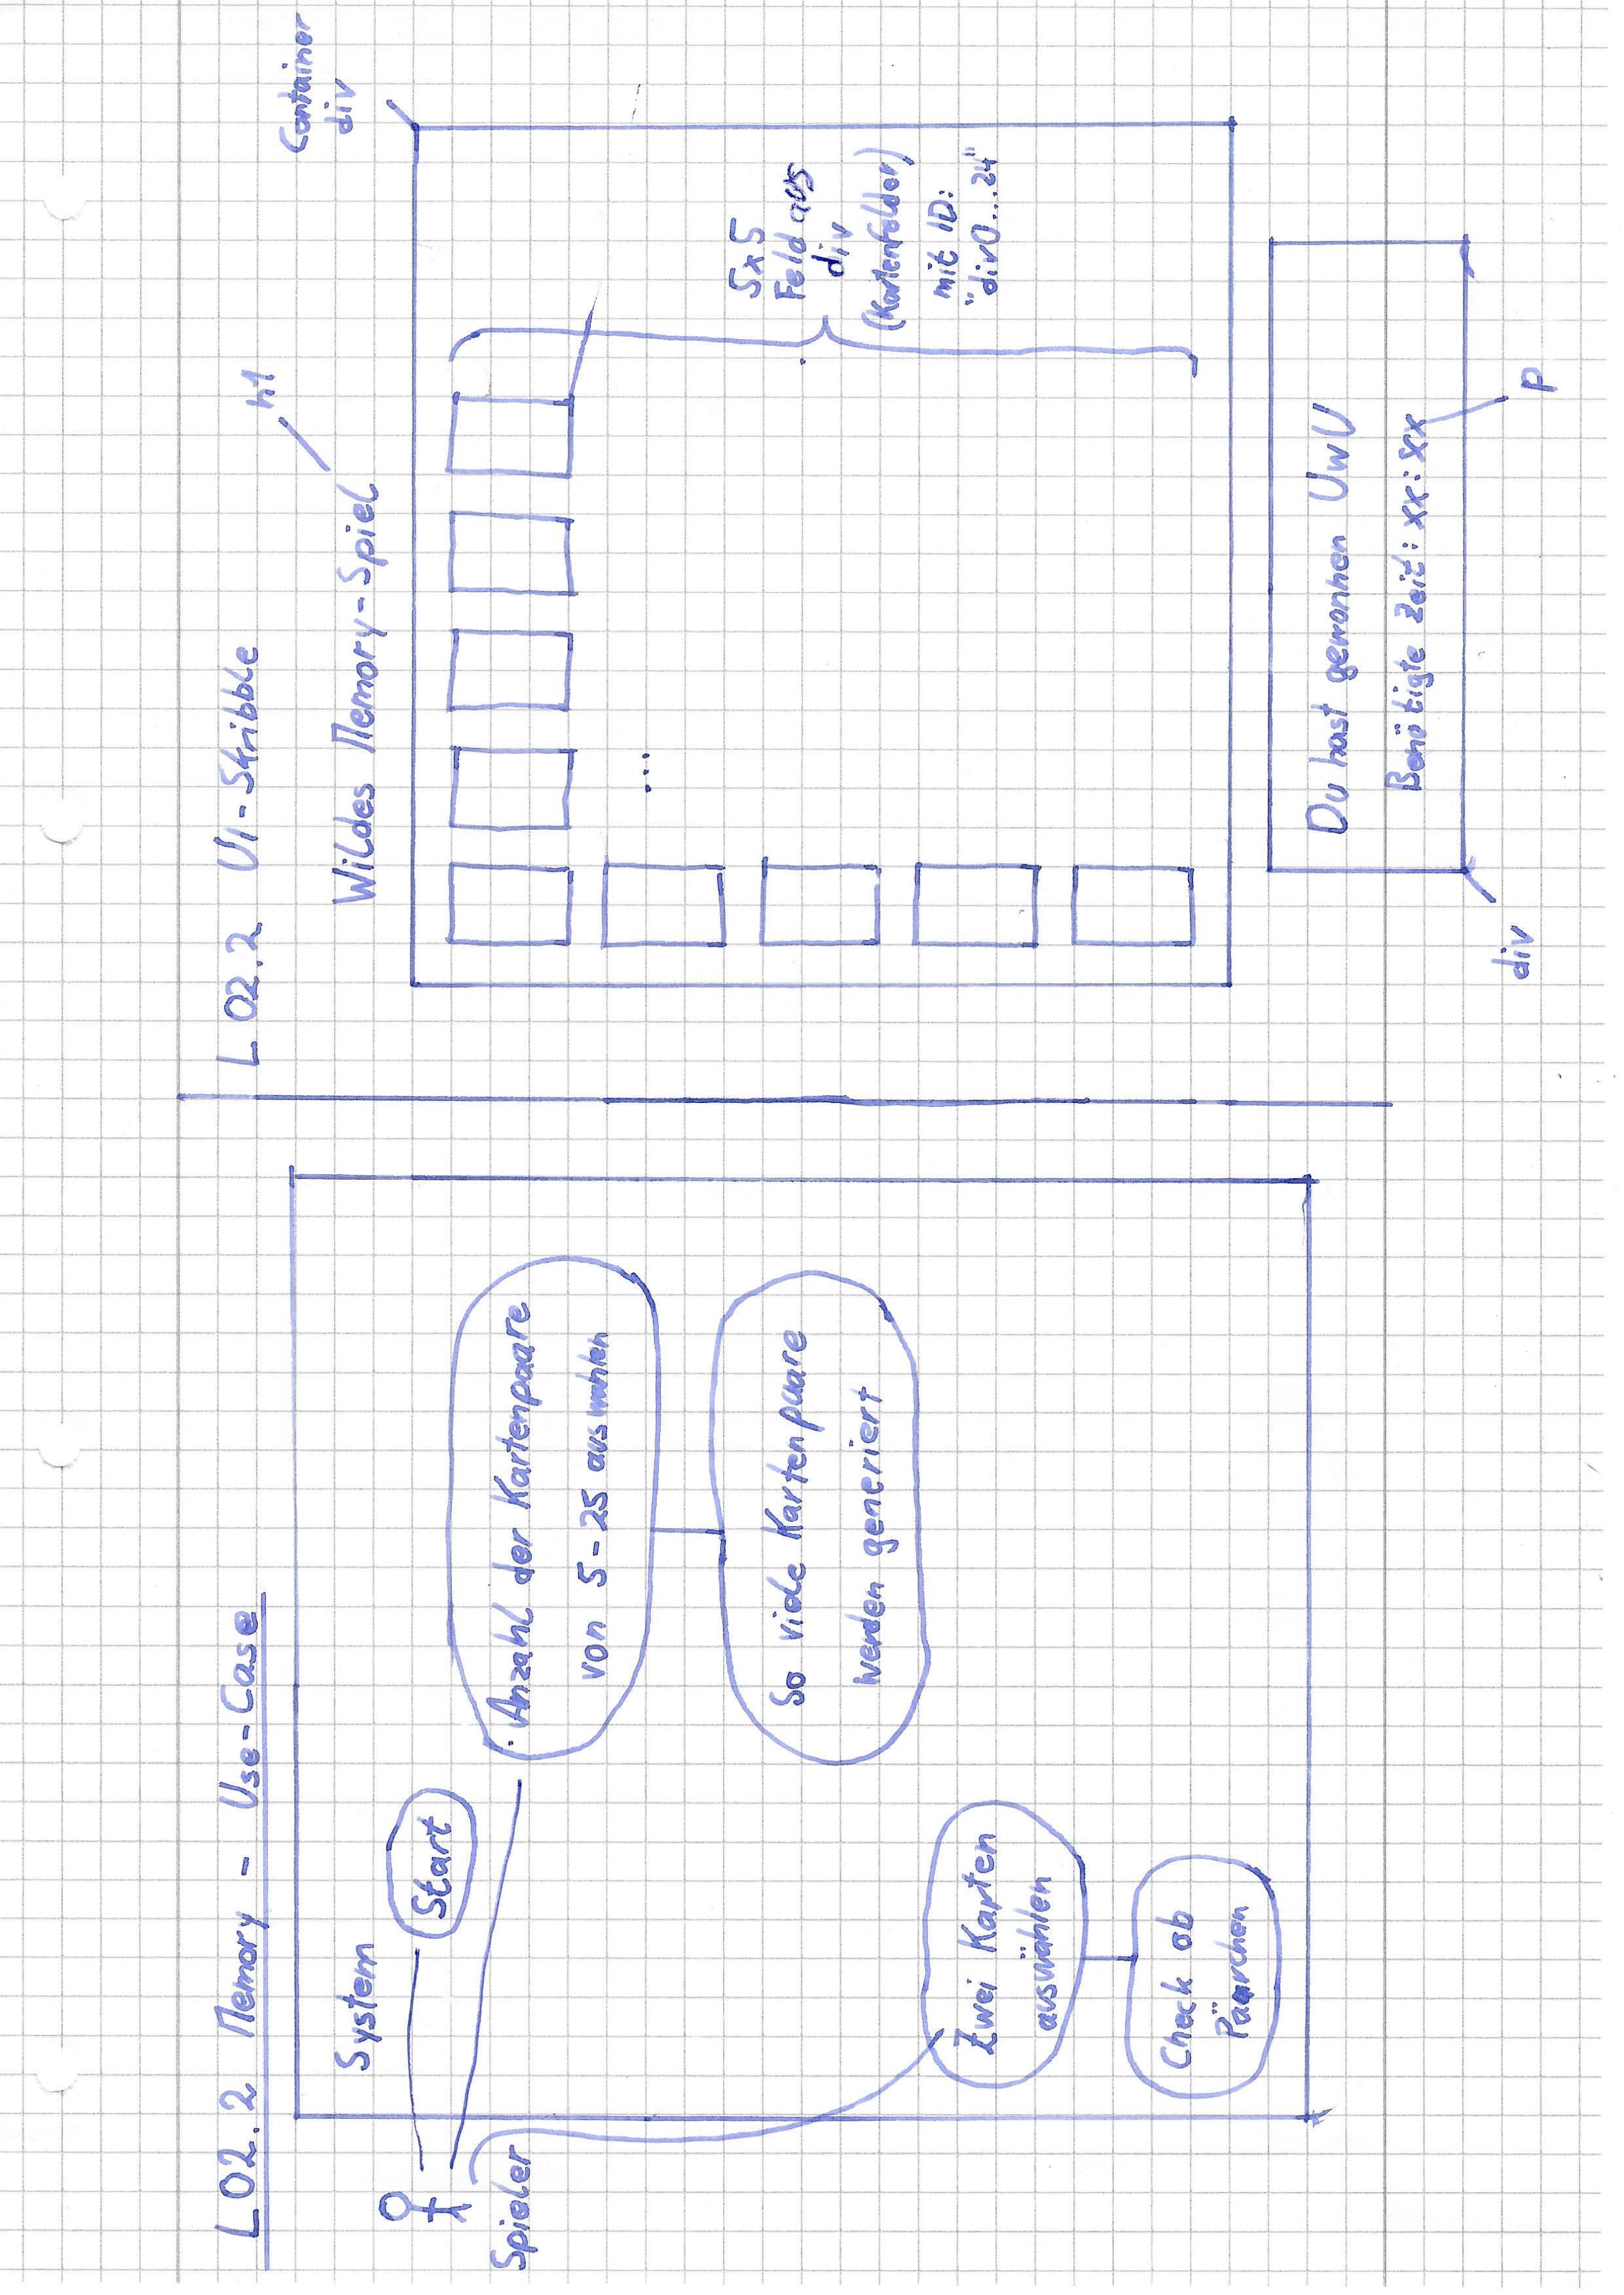 L02.2 Memory - Use-Case
System
Spieler
Start
Anzahl der Kartenpaare
von 5-25 auswählen
So viele Kartenpaare
werden generiert
Zwei Karten
auswählen
Check ob
Päärchen
L02.2 UI-Skribble
h1
Container
div
Wildes Memory-Spiel
...
5x5
Feld aus
div
(Kartenfelder)
mit ID:
"div0...24"
Du hast gewonnen UwU
Benötigte Zeit: xx:xx
div
p